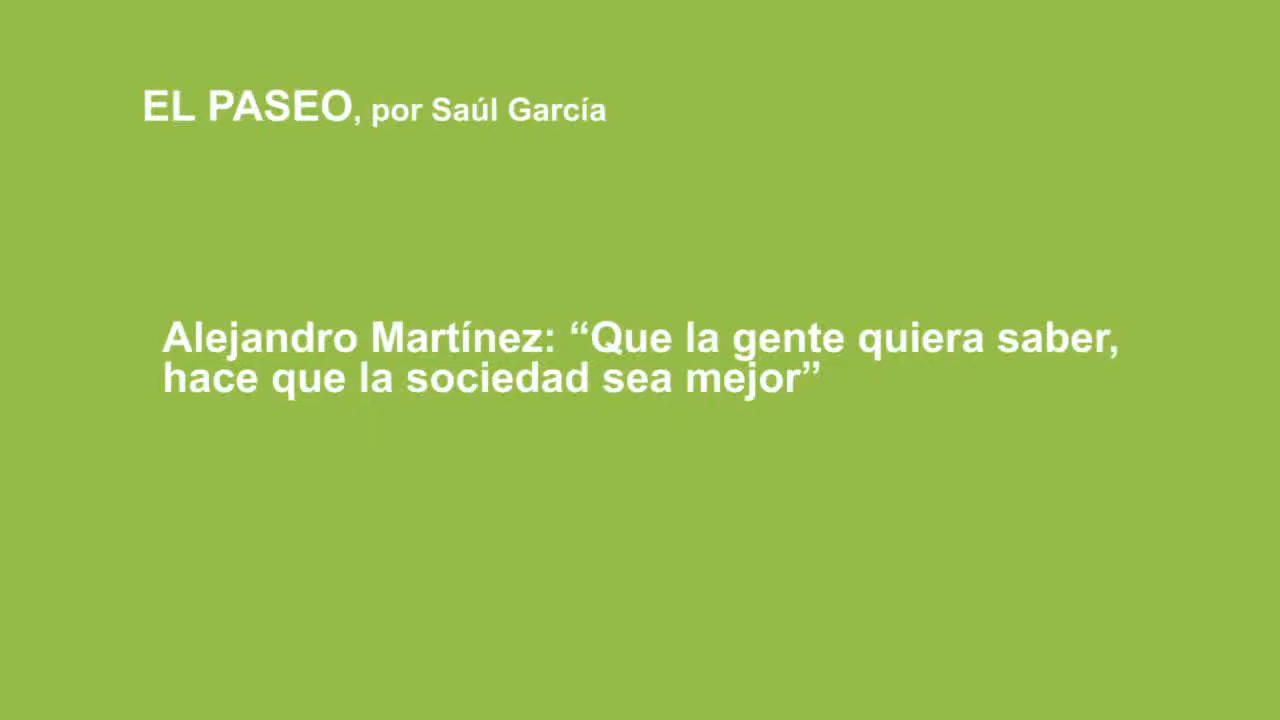 EL PASEO, por Saúl García
Alejandro Martínez: “Que la gente quiera saber,
hace que la sociedad sea mejor”